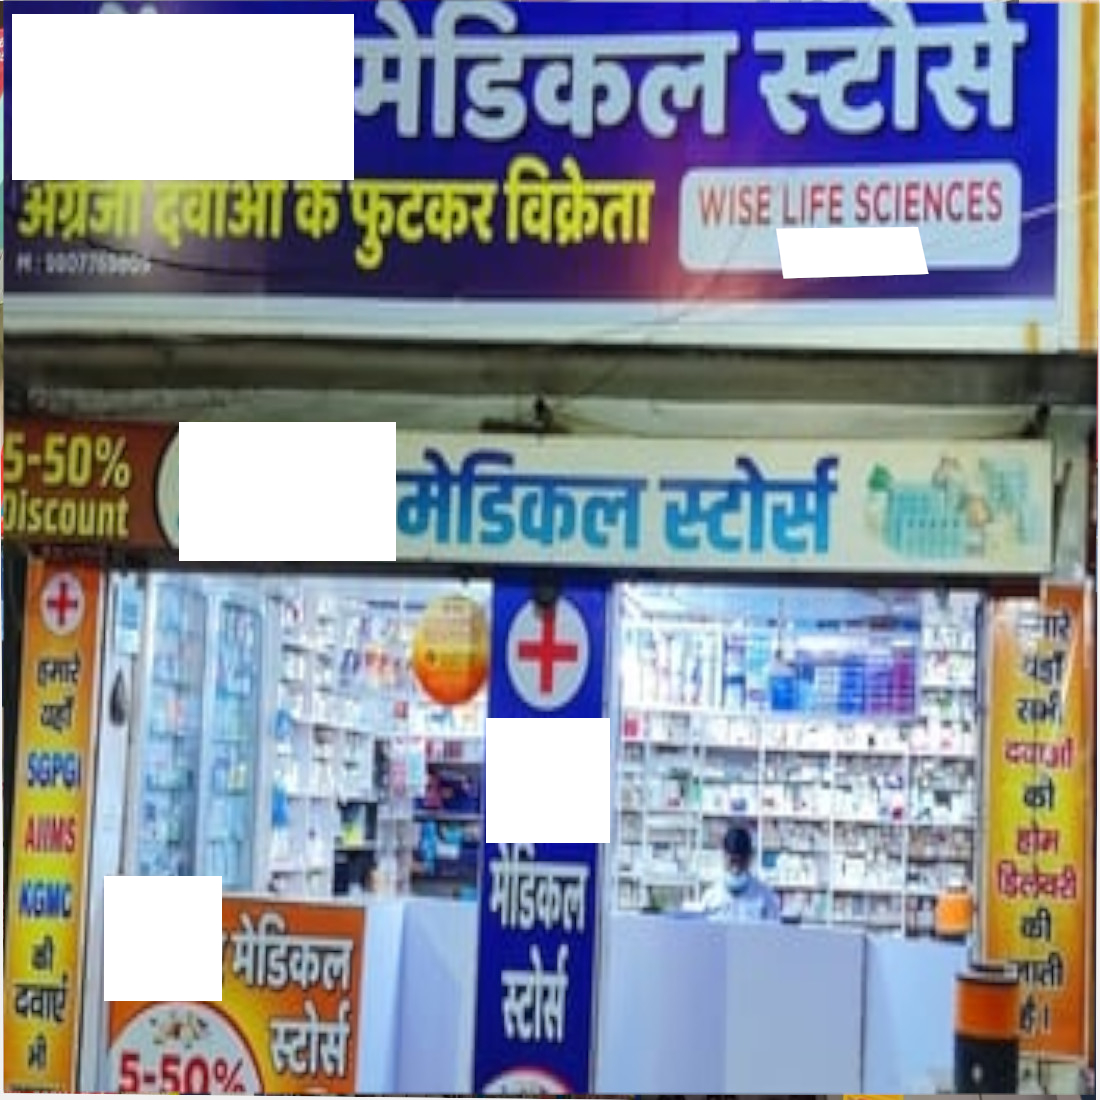 मेडिकल स्टोर्स
अंग्रेजी दवाओं के फुटकर विक्रेता
WISE LIFE SCIENCES
5-50%
Discount
मेडिकल स्टोर्स
हमारे
यहाँ
SGPGI
AIIMS
KGMC
की
दवाएं
भी
मेडिकल
स्टोर्स
5-50%
मेडिकल
स्टोर्स
यहाँ
सभी
दवाओं
को
होम
डिलेवरी
की
जाती
है।